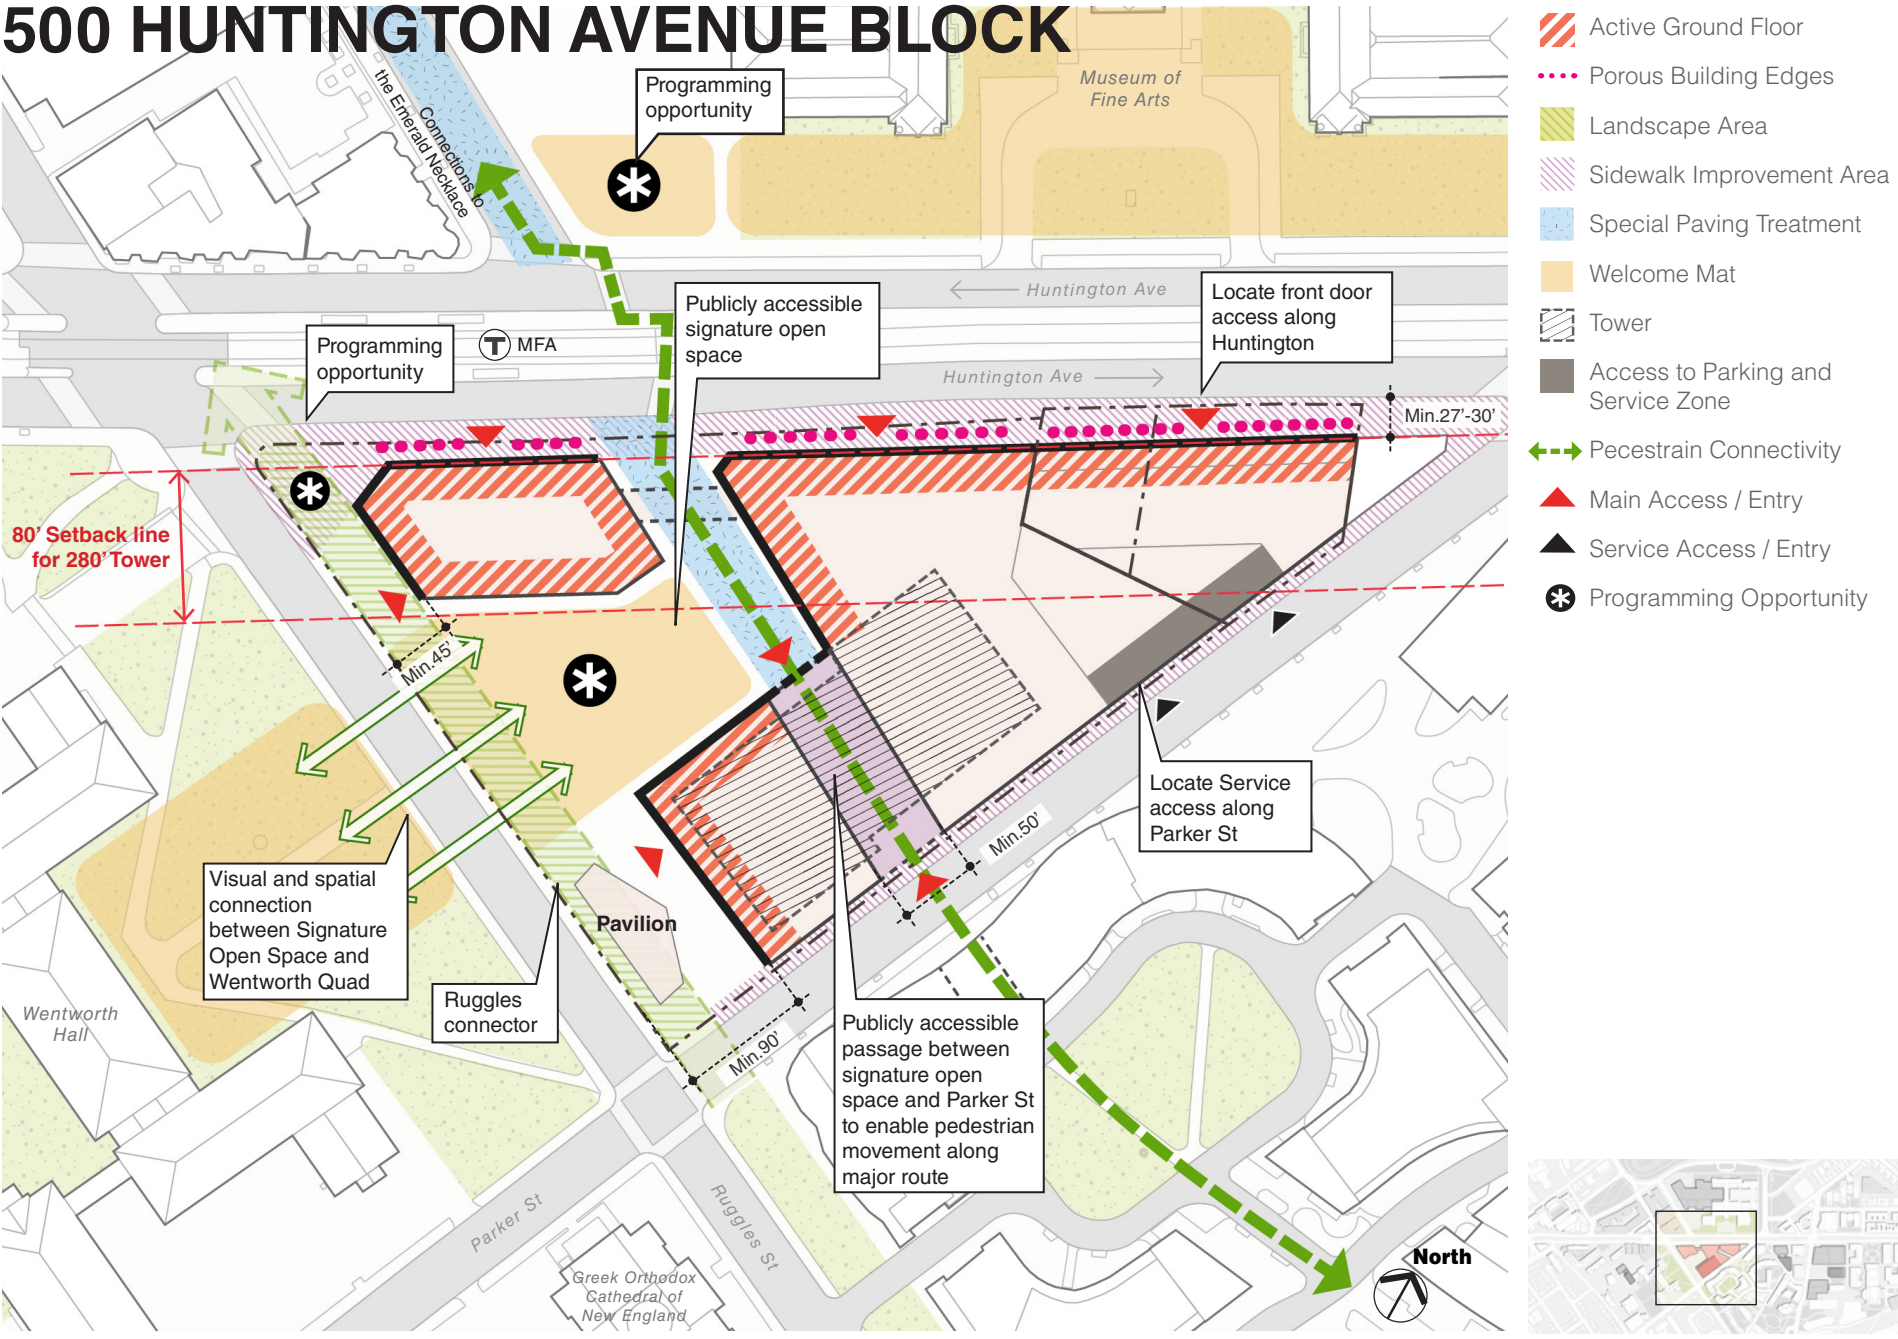 500 HUNTINGTON AVENUE BLOCK
Connections to
the Emerald Necklace
Programming
opportunity
Museum of
Fine Arts
Huntington Ave
Publicly accessible
signature open
space
Locate front door
access along
Huntington
Programming
opportunity
T MFA
Huntington Ave
Min.27'-30'
80' Setback line
for 280' Tower
Min.45'
Locate Service
access along
Parker St
Min.50'
Visual and spatial
connection
between Signature
Open Space and
Wentworth Quad
Pavilion
Ruggles
connector
Wentworth
Hall
Min.90'
Publicly accessible
passage between
signature open
space and Parker St
to enable pedestrian
movement along
major route
Parker St
Ruggles St
Greek Orthodox
Cathedral of
New England
North
Active Ground Floor
Porous Building Edges
Landscape Area
Sidewalk Improvement Area
Special Paving Treatment
Welcome Mat
Tower
Access to Parking and
Service Zone
Pecestrain Connectivity
Main Access / Entry
Service Access / Entry
Programming Opportunity